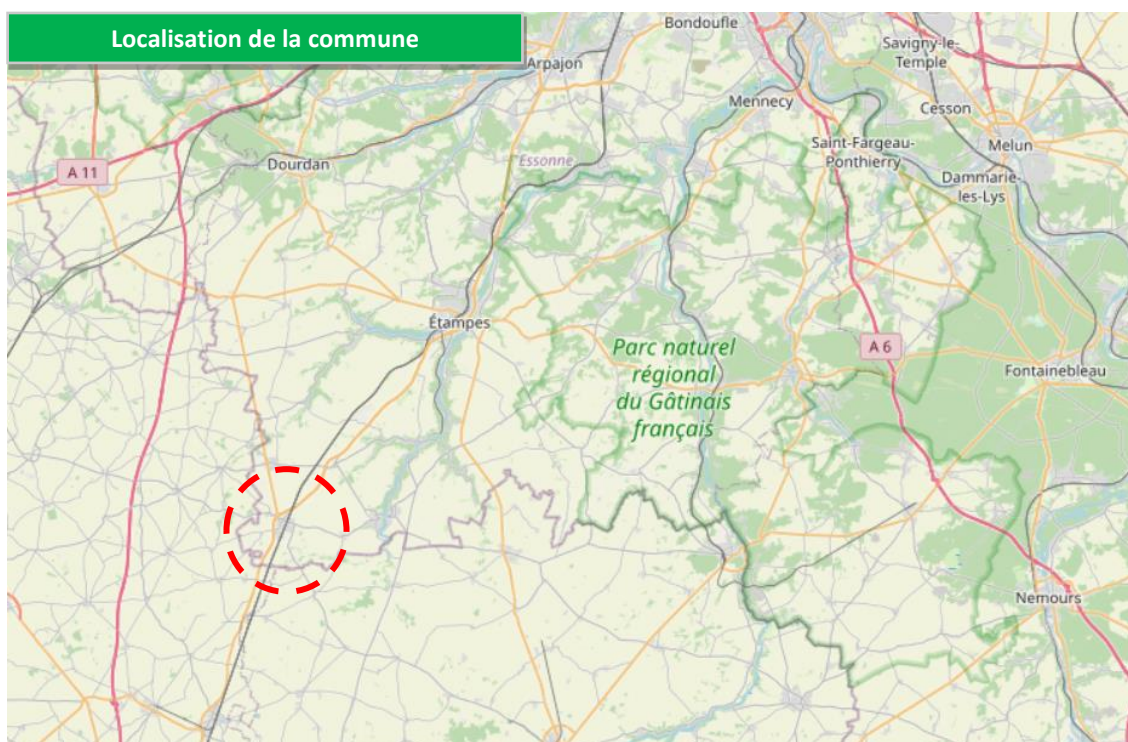 Localisation de la commune
Bondoufle
Savigny-le-
Temple
Arpajon
Mennecy
Cesson
Saint-Fargeau-
Ponthierry
Melun
Essonne
Dourdan
A 11
Dammarie-
les-Lys
Étampes
Parc naturel
régional
du Gâtinais
français
A 6
Fontainebleau
Nemours